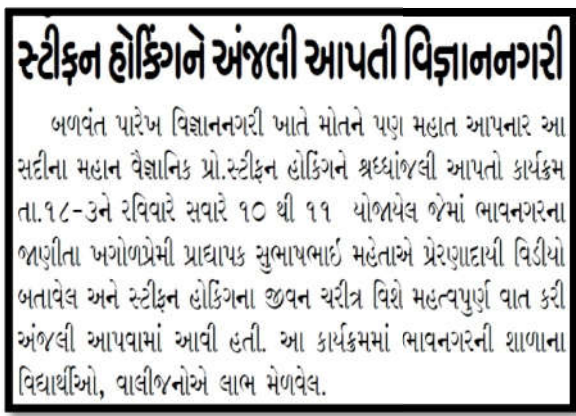 સ્ટીફન હોકિંગને અંજલી આપતી વિજ્ઞાનનગરી
બળવંત પારેખ વિજ્ઞાનનગરી ખાતે મોતને પણ મહાત આપનાર આ
સદીના મહાન વૈજ્ઞાનિક પ્રો.સ્ટીફન હોકિંગને શ્રધ્ધાંજલી આપતો કાર્યક્રમ
તા.૧૮-૩ને રવિવારે સવારે ૧૦ થી ૧૧ યોજાયેલ જેમાં ભાવનગરના
જાણીતા ખગોળપ્રેમી પ્રાધાપક સુભાષભાઇ મહેતાએ પ્રેરણાદાયી વિડીયો
બતાવેલ અને સ્ટીફન હોકિંગના જીવન ચરીત્ર વિશે મહત્વપુર્ણ વાત કરી
અંજલી આપવામાં આવી હતી. આ કાર્યક્રમમાં ભાવનગરની શાળાના
વિદ્યાર્થીઓ, વાલીજનોએ લાભ મેળવેલ.